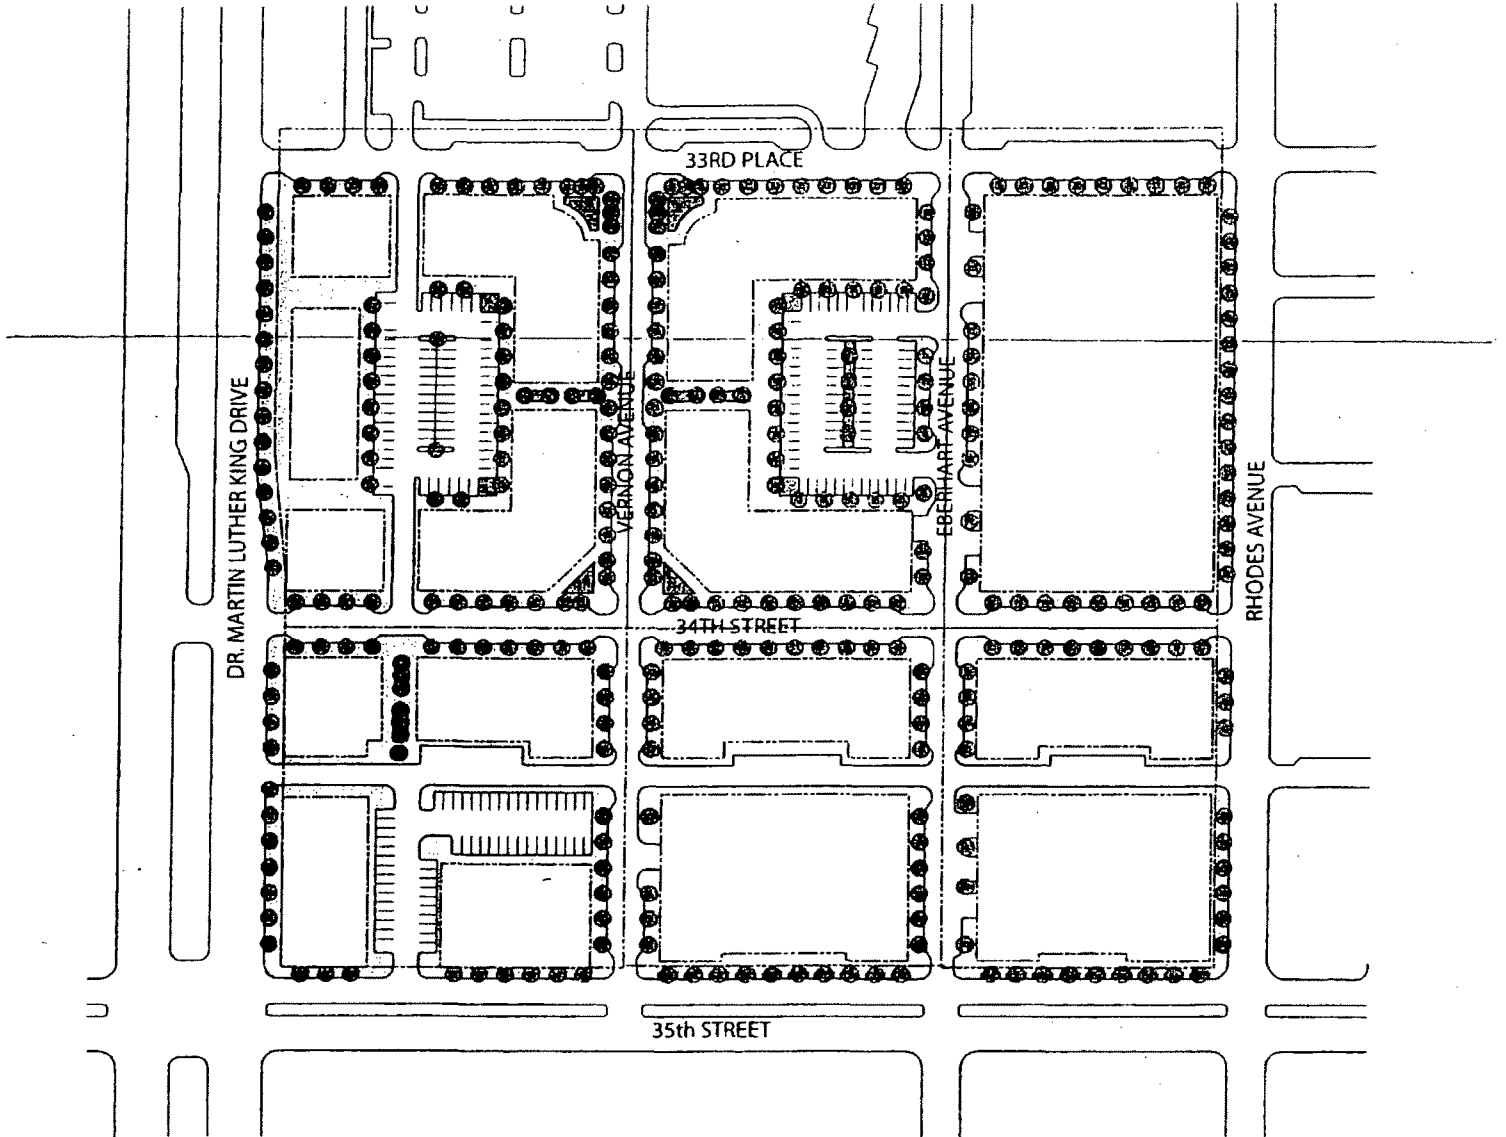 33RD PLACE
DR. MARTIN LUTHER KING DRIVE
VERNON AVENUE
EBERHART AVENUE
RHODES AVENUE
34TH STREET
35th STREET